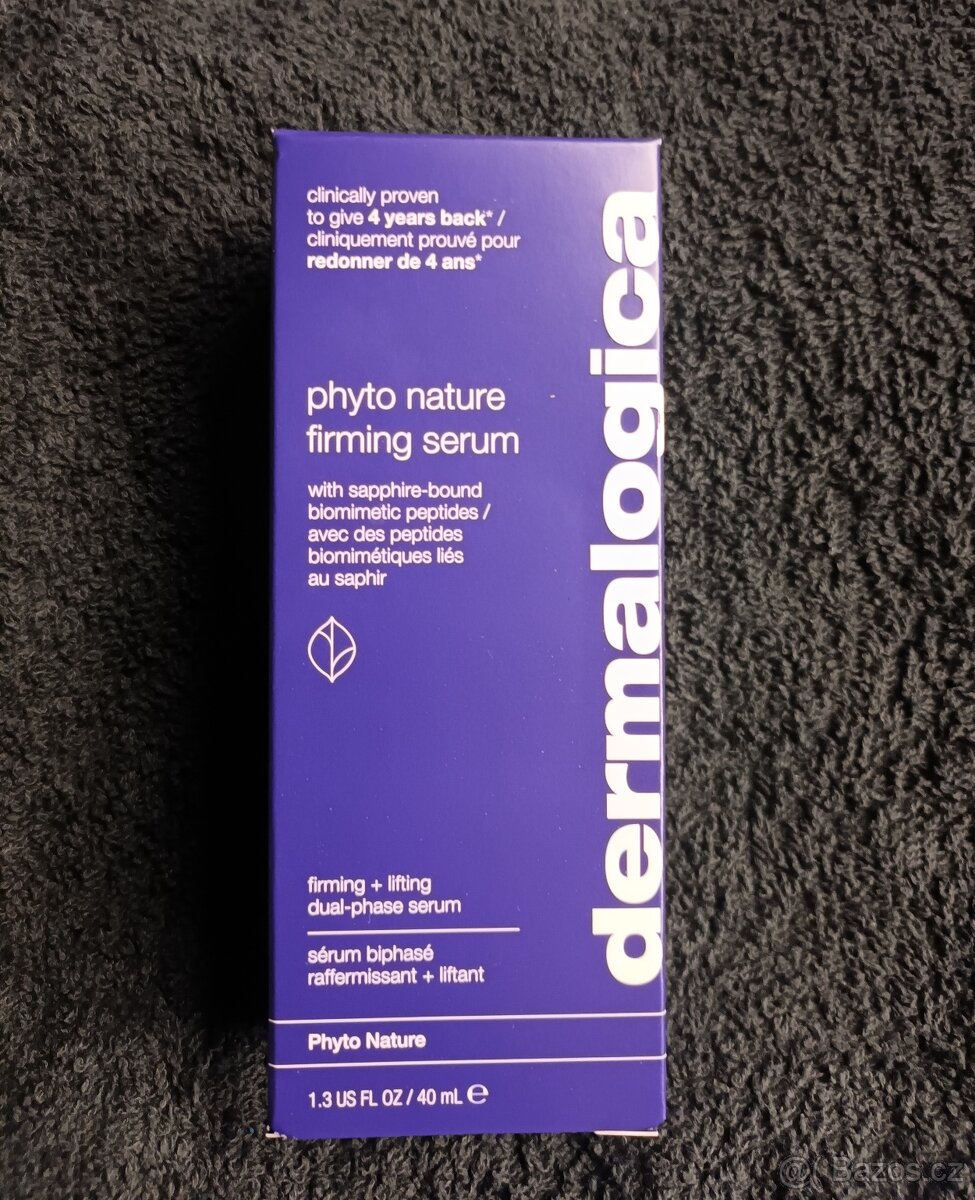 clinically proven
to give 4 years back* /
cliniquement prouvé pour
redonner de 4 ans*
phyto nature
firming serum
with sapphire-bound
biomimetic peptides /
avec des peptides
biomimétiques liés
au saphir
firming + lifting
dual-phase serum
sérum biphasé
raffermissant + liftant
Phyto Nature
1.3 US FL OZ / 40 mL ℮
dermalogica
@ Bazos.cz